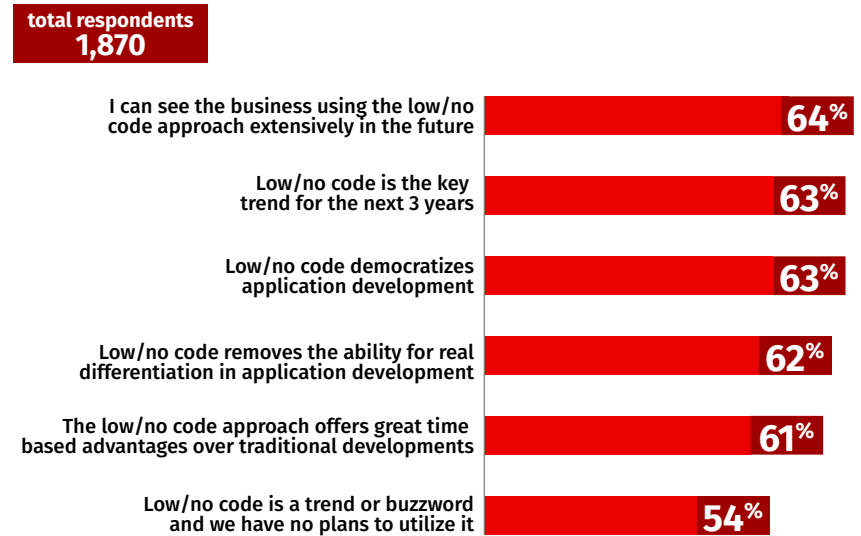 total respondents
1,870
I can see the business using the low/no
code approach extensively in the future
64%
Low/no code is the key
trend for the next 3 years
63%
Low/no code democratizes
application development
63%
Low/no code removes the ability for real
differentiation in application development
62%
The low/no code approach offers great time
based advantages over traditional developments
61%
Low/no code is a trend or buzzword
and we have no plans to utilize it
54%